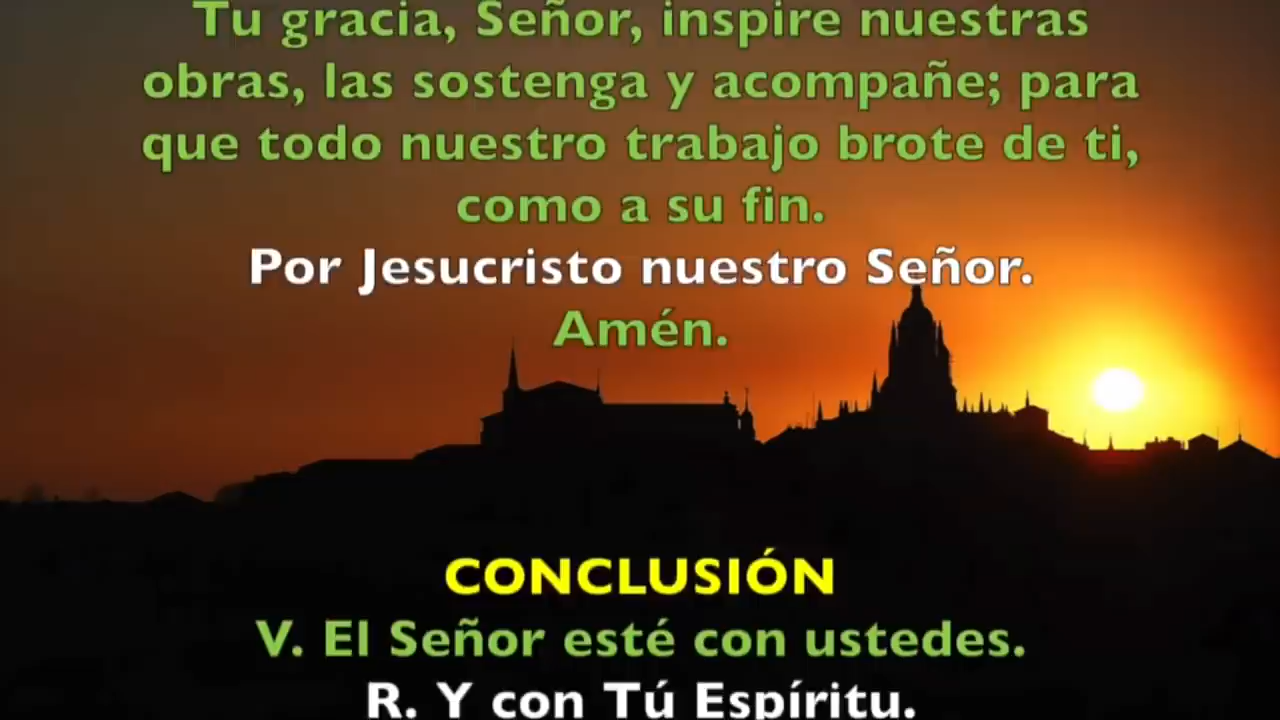 Tu gracia, Señor, inspire nuestras
obras, las sostenga y acompañe; para
que todo nuestro trabajo brote de ti,
como a su fin.
Por Jesucristo nuestro Señor.
Amén.
CONCLUSIÓN
V. El Señor esté con ustedes.
R. Y con Tú Espíritu.